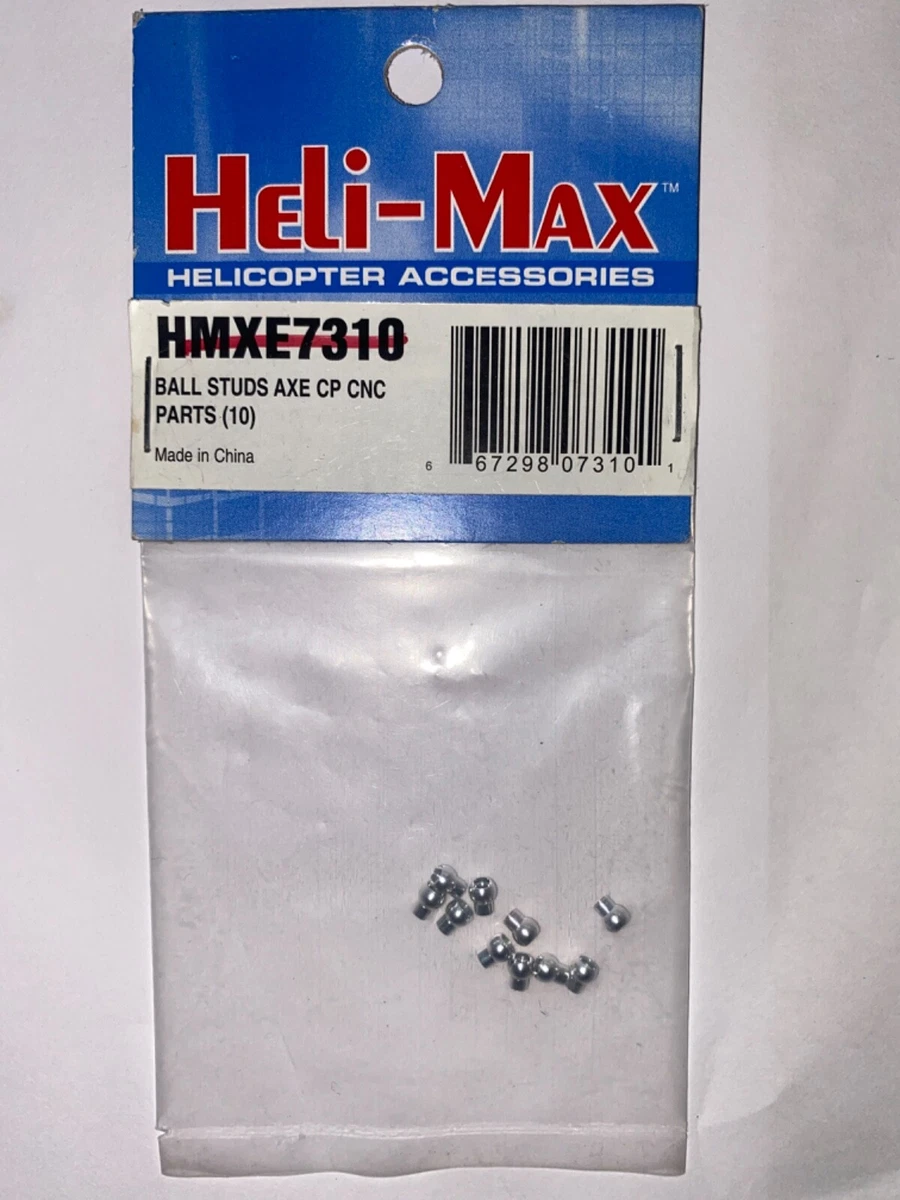 Heli-Max™
HELICOPTER ACCESSORIES
HMXE7310
BALL STUDS AXE CP CNC
PARTS (10)
Made in China
6 67298 07310 1